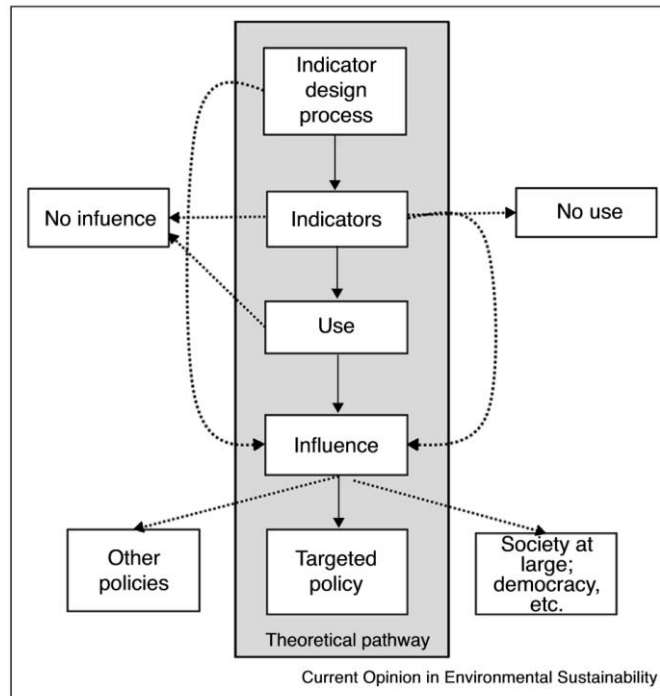 Indicator
design
process
No infuence
Indicators
No use
Use
Influence
Other
policies
Targeted
policy
Society at
large;
democracy,
etc.
Theoretical pathway
Current Opinion in Environmental Sustainability